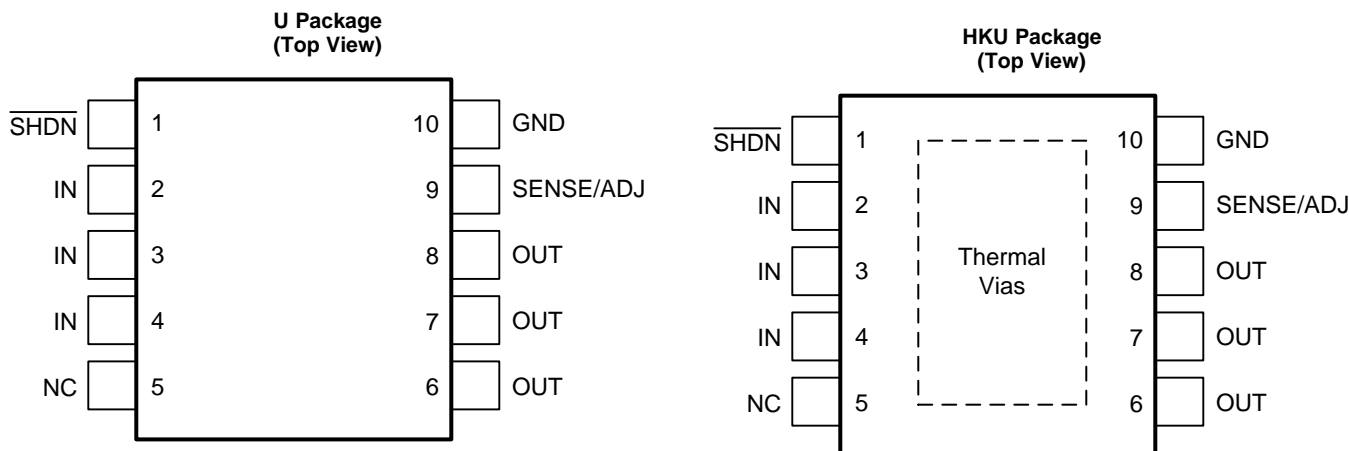 U Package
(Top View)
SHDN 1 10 GND
IN 2 9 SENSE/ADJ
IN 3 8 OUT
IN 4 7 OUT
NC 5 6 OUT
HKU Package
(Top View)
SHDN 1 10 GND
IN 2 9 SENSE/ADJ
IN 3 8 OUT
Thermal
Vias
IN 4 7 OUT
NC 5 6 OUT